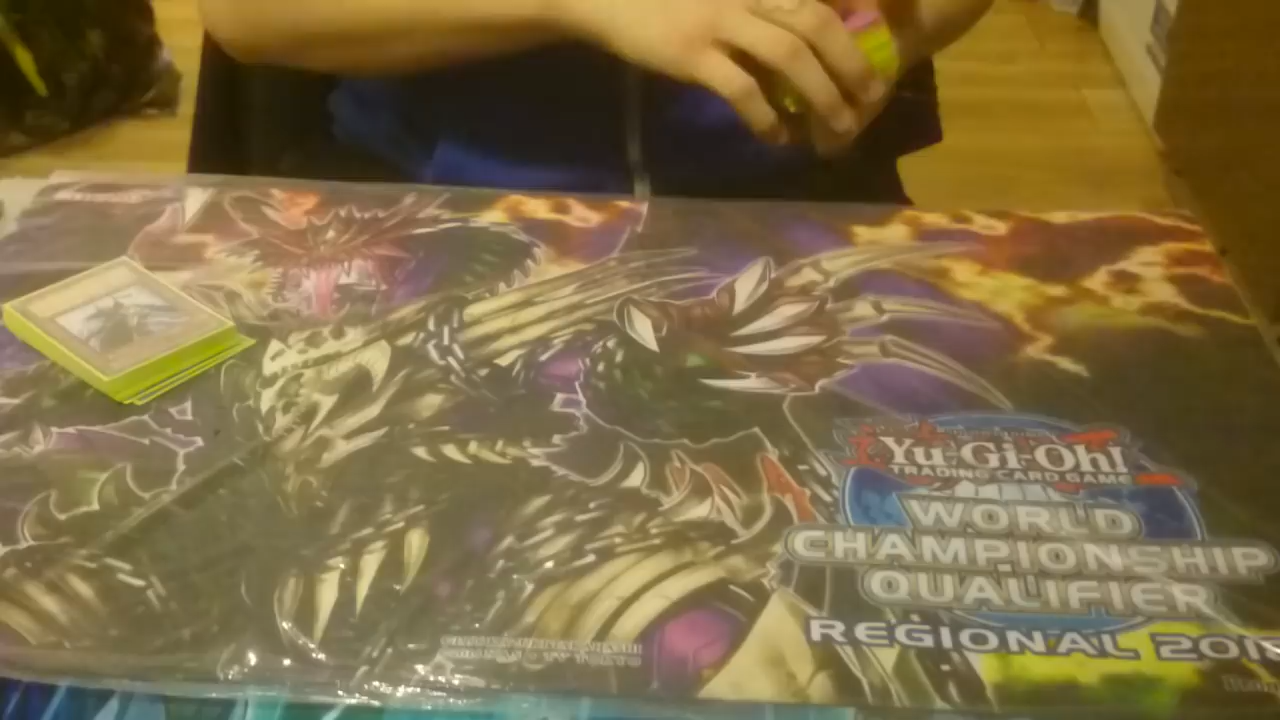 Yu-Gi-Oh!
TRADING CARD GAME
WORLD
CHAMPIONSHIP
QUALIFIER
REGIONAL